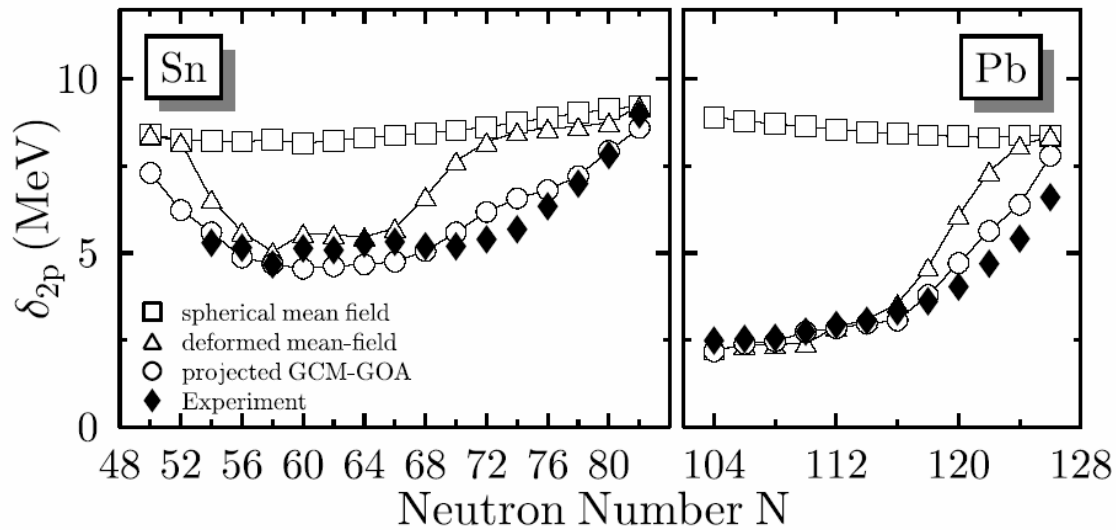 Sn
Pb
10
5
0
δ2p (MeV)
spherical mean field
deformed mean-field
projected GCM-GOA
Experiment
48 52 56 60 64 68 72 76 80
104 112 120 128
Neutron Number N